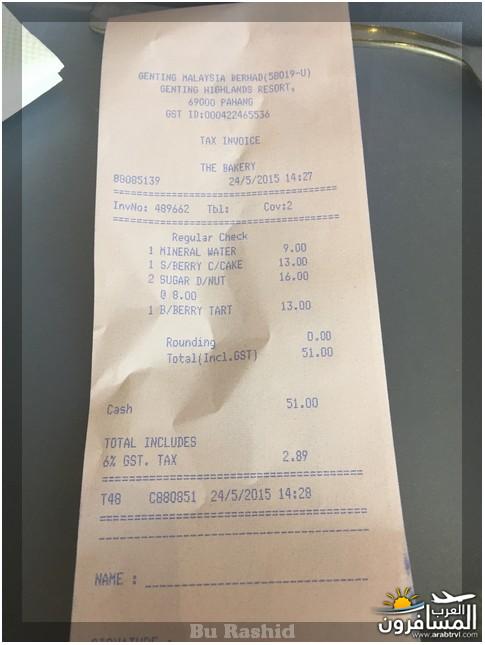 GENTING MALAYSIA BERHAD(58019-U)
GENTING HIGHLANDS RESORT,
69000 PAHANG
GST ID:000422465536
TAX INVOICE
THE BAKERY
88085139 24/5/2015 14:27
InvNo: 489662 Tbl: Cov:2
Regular Check
1 MINERAL WATER 9.00
1 S/BERRY C/CAKE 13.00
2 SUGAR D/NUT 16.00
@ 8.00
1 B/BERRY TART 13.00
Rounding 0.00
Total(Incl.GST) 51.00
Cash 51.00
TOTAL INCLUDES
6% GST. TAX 2.89
T48 C880851 24/5/2015 14:28
NAME :
Bu Rashid
العرب
المسافرون
www.arabtrvl.com